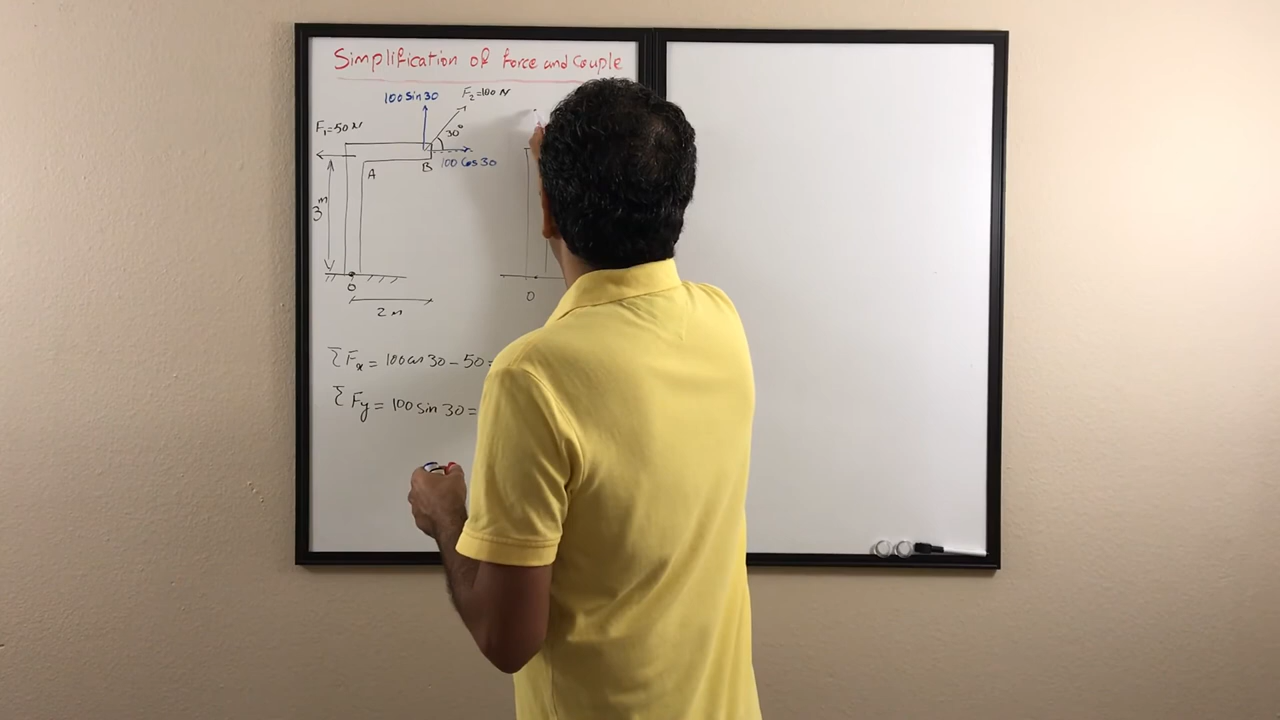 Simplification of Force and Couple
100 Sin 30
F₂=100 N
F₁=50 N
30°
100 Cos 30
A
B
3 m
O
2 m
O
ΣFx = 100 cos 30 - 50 =
ΣFy = 100 sin 30 =